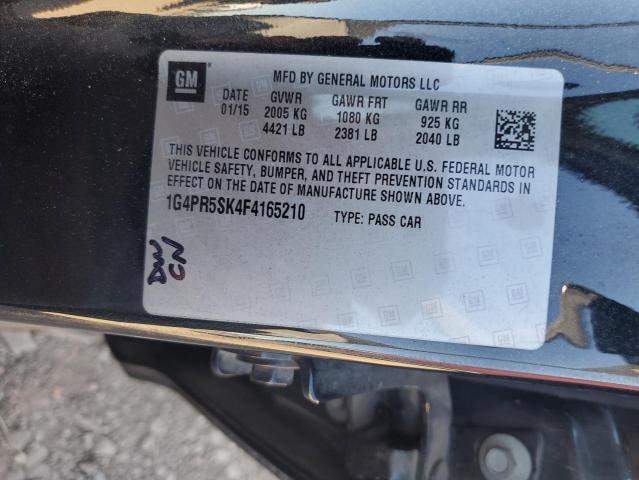 GM
MFD BY GENERAL MOTORS LLC
DATE GVWR GAWR FRT GAWR RR
01/15 2005 KG 1080 KG 925 KG
4421 LB 2381 LB 2040 LB
THIS VEHICLE CONFORMS TO ALL APPLICABLE U.S. FEDERAL MOTOR
VEHICLE SAFETY, BUMPER, AND THEFT PREVENTION STANDARDS IN
EFFECT ON THE DATE OF MANUFACTURE SHOWN ABOVE.
1G4PR5SK4F4165210 TYPE: PASS CAR
DW
CN